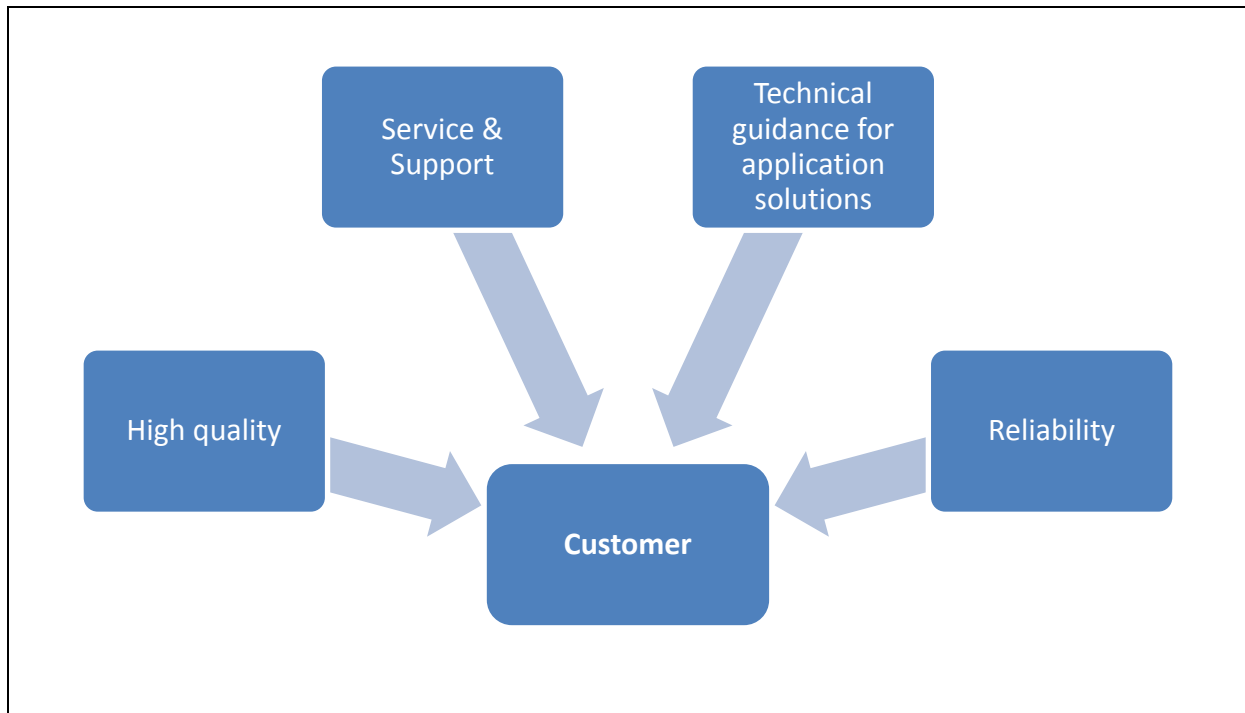 Service &
Support
Technical
guidance for
application
solutions
High quality
Reliability
Customer